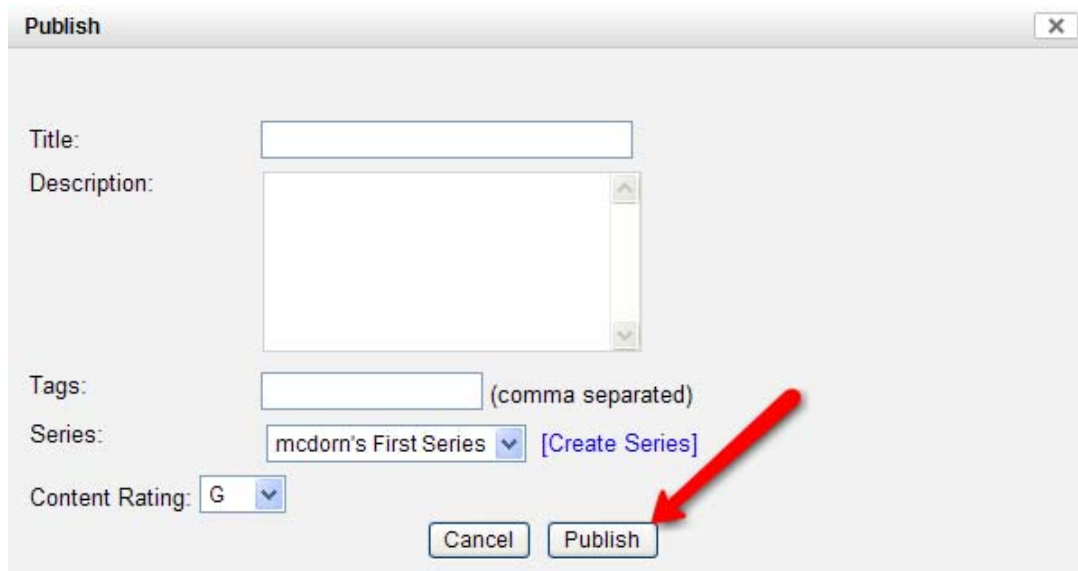 Publish
Title:
Description:
Tags: (comma separated)
Series: mcdorn's First Series [Create Series]
Content Rating: G
Cancel Publish